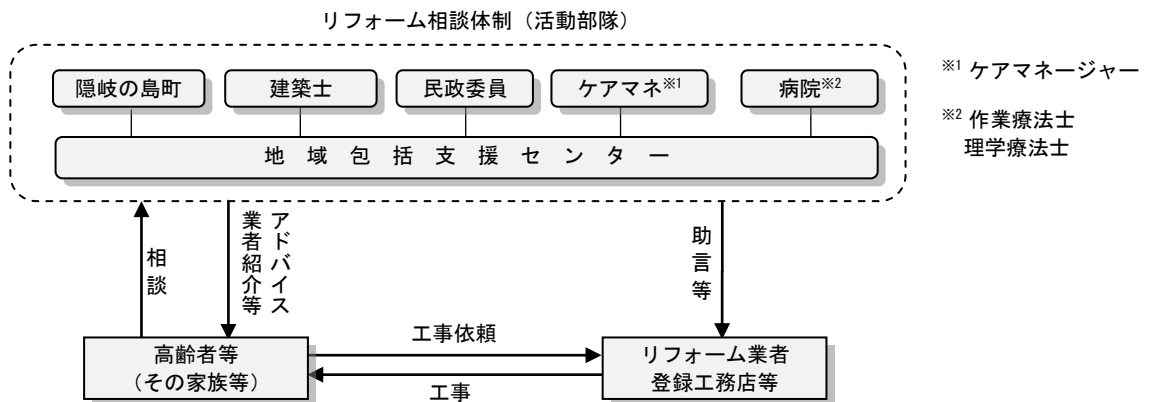 リフォーム相談体制（活動部隊）
隠岐の島町
建築士
民政委員
ケアマネ※1
病院※2
地域包括支援センター
※1 ケアマネージャー
※2 作業療法士
理学療法士
相談
アドバイス
業者紹介等
助言等
高齢者等
（その家族等）
工事依頼
工事
リフォーム業者
登録工務店等